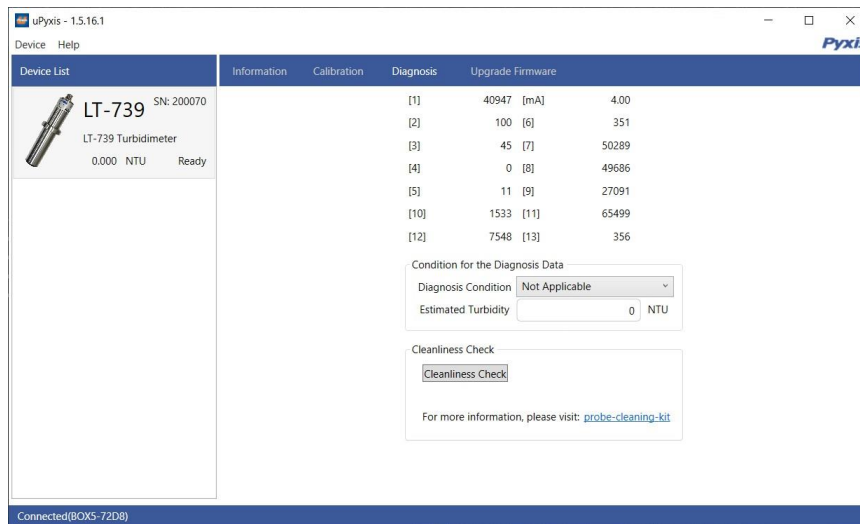 uPyxis - 1.5.16.1
Device Help
Pyxis
Device List
Information Calibration Diagnosis Upgrade Firmware
LT-739 SN: 200070
LT-739 Turbidimeter
0.000 NTU Ready
[1] 40947 [mA] 4.00
[2] 100 [6] 351
[3] 45 [7] 50289
[4] 0 [8] 49686
[5] 11 [9] 27091
[10] 1533 [11] 65499
[12] 7548 [13] 356
Condition for the Diagnosis Data
Diagnosis Condition Not Applicable
Estimated Turbidity 0 NTU
Cleanliness Check
Cleanliness Check
For more information, please visit: probe-cleaning-kit
Connected(BOX5-72D8)